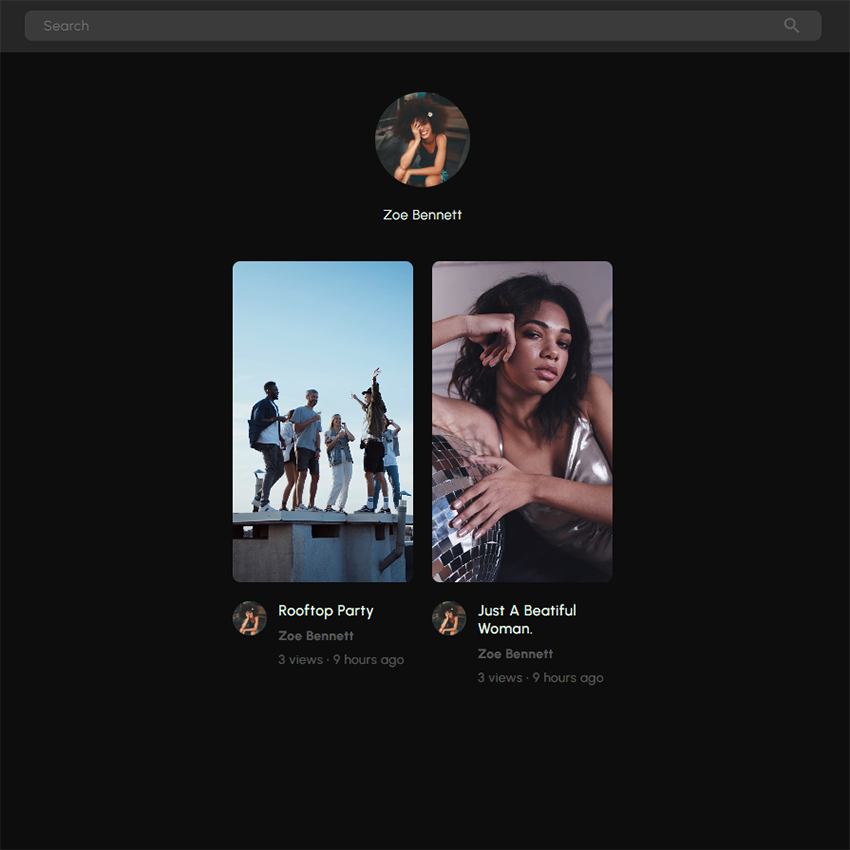 Search
Zoe Bennett
Rooftop Party
Zoe Bennett
3 views · 9 hours ago
Just A Beatiful
Woman.
Zoe Bennett
3 views · 9 hours ago